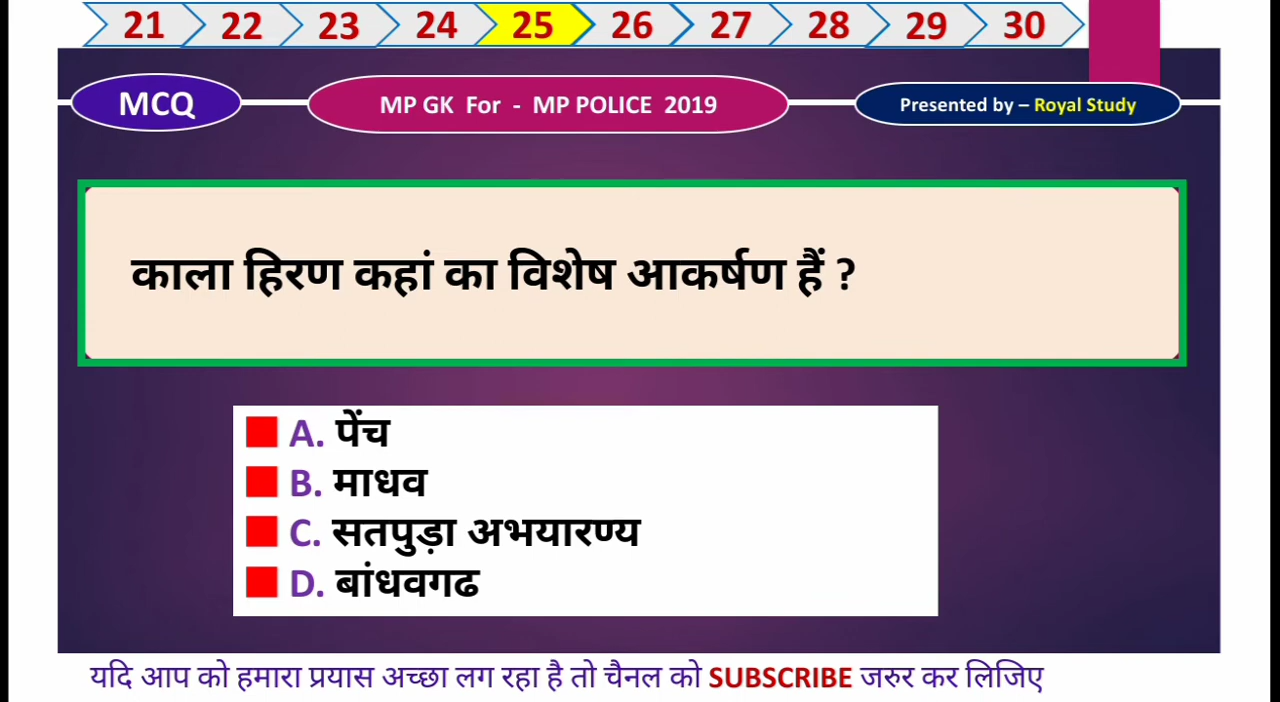 21 22 23 24 25 26 27 28 29 30
MCQ MP GK For - MP POLICE 2019 Presented by – Royal Study
काला हिरण कहां का विशेष आकर्षण हैं ?
A. पेंच
B. माधव
C. सतपुड़ा अभयारण्य
D. बांधवगढ
यदि आप को हमारा प्रयास अच्छा लग रहा है तो चैनल को SUBSCRIBE जरुर कर लिजिए